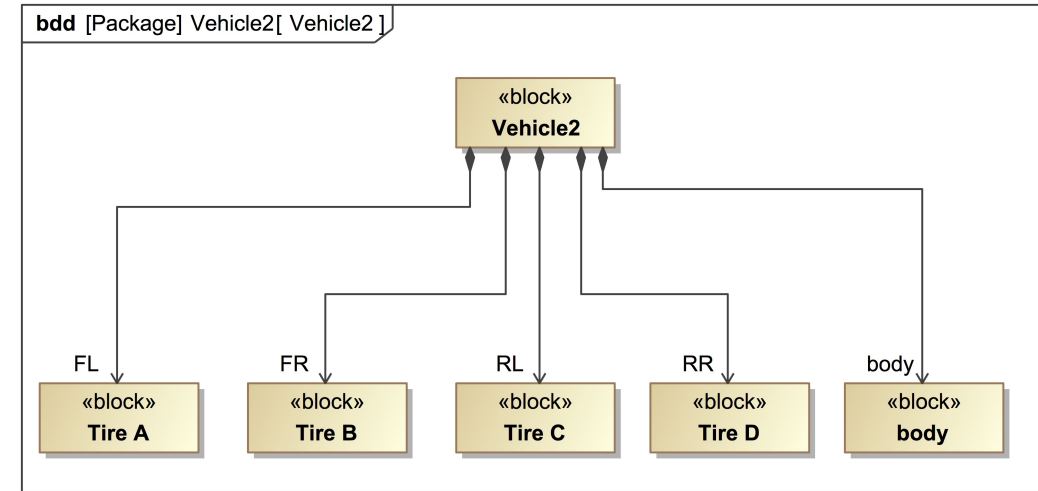 bdd [Package] Vehicle2[ Vehicle2 ]
«block»
Vehicle2
FL
FR
RL
RR
body
«block»
Tire A
«block»
Tire B
«block»
Tire C
«block»
Tire D
«block»
body